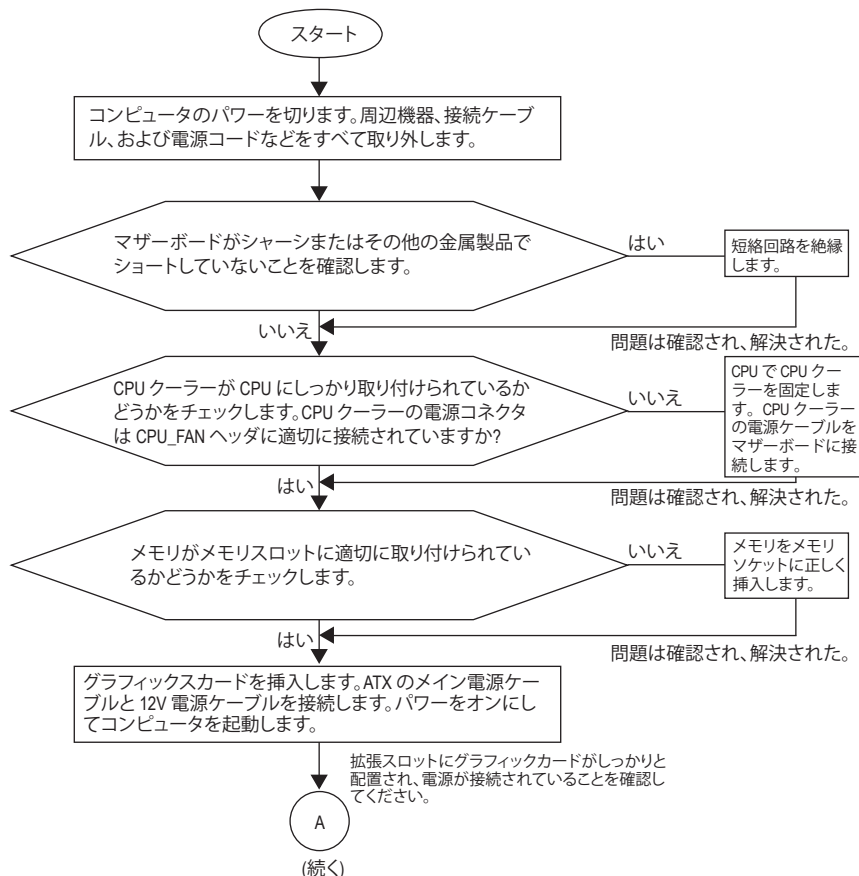 スタート
コンピュータのパワーを切ります。周辺機器、接続ケーブ
ル、および電源コードなどをすべて取り外します。
マザーボードがシャーシまたはその他の金属製品で
ショートしていないことを確認します。
はい
短絡回路を絶縁
します。
いいえ
問題は確認され、解決された。
CPU クーラーが CPU にしっかり取り付けられているか
どうかをチェックします。CPU クーラーの電源コネクタ
は CPU_FAN ヘッダに適切に接続されていますか?
いいえ
CPU で CPU クー
ラーを固定しま
す。 CPU クーラー
の電源ケーブルを
マザーボードに接
続します。
はい
問題は確認され、解決された。
メモリがメモリスロットに適切に取り付けられてい
るかどうかをチェックします。
いいえ
メモリをメモリ
ソケットに正しく
挿入します。
はい
問題は確認され、解決された。
グラフィックスカードを挿入します。ATX のメイン電源ケー
ブルと 12V 電源ケーブルを接続します。パワーをオンにし
てコンピュータを起動します。
拡張スロットにグラフィックカードがしっかりと
配置され、電源が接続されていることを確認し
てください。
A
(続く)